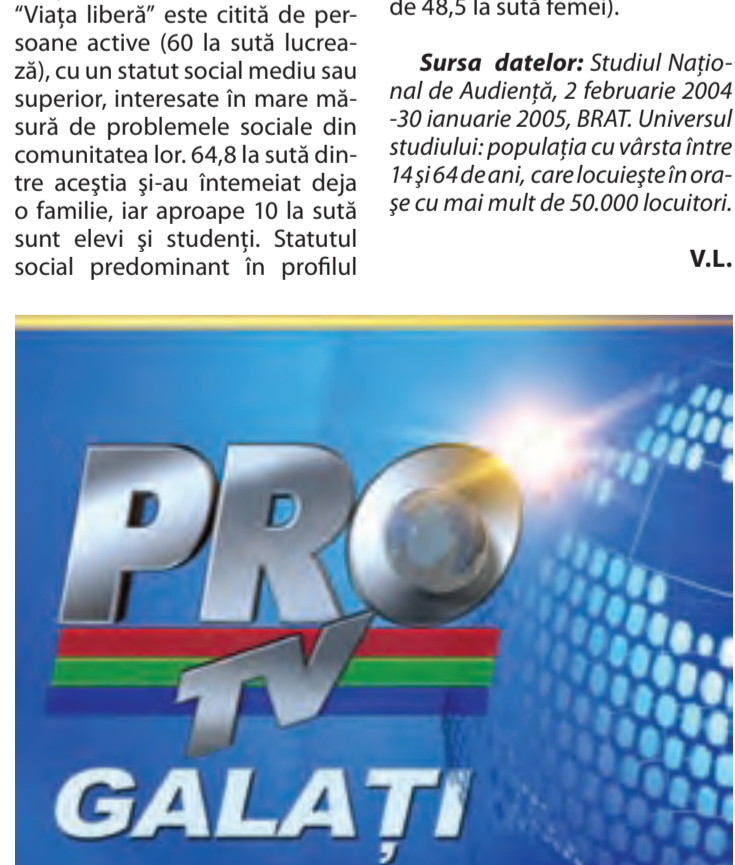 “Viața liberă” este citită de per-
soane active (60 la sută lucrea-
ză), cu un statut social mediu sau
superior, interesate în mare mă-
sură de problemele sociale din
comunitatea lor. 64,8 la sută din-
tre aceştia şi-au întemeiat deja
o familie, iar aproape 10 la sută
sunt elevi şi studenți. Statutul
social predominant în profilul
de 48,5 la sută femei).
Sursa datelor: Studiul Națio-
nal de Audiență, 2 februarie 2004
-30 ianuarie 2005, BRAT. Universul
studiului: populația cu vârsta între
14 şi 64 de ani, care locuieşte în ora-
şe cu mai mult de 50.000 locuitori.
V.L.
PRO
TV
GALAȚI